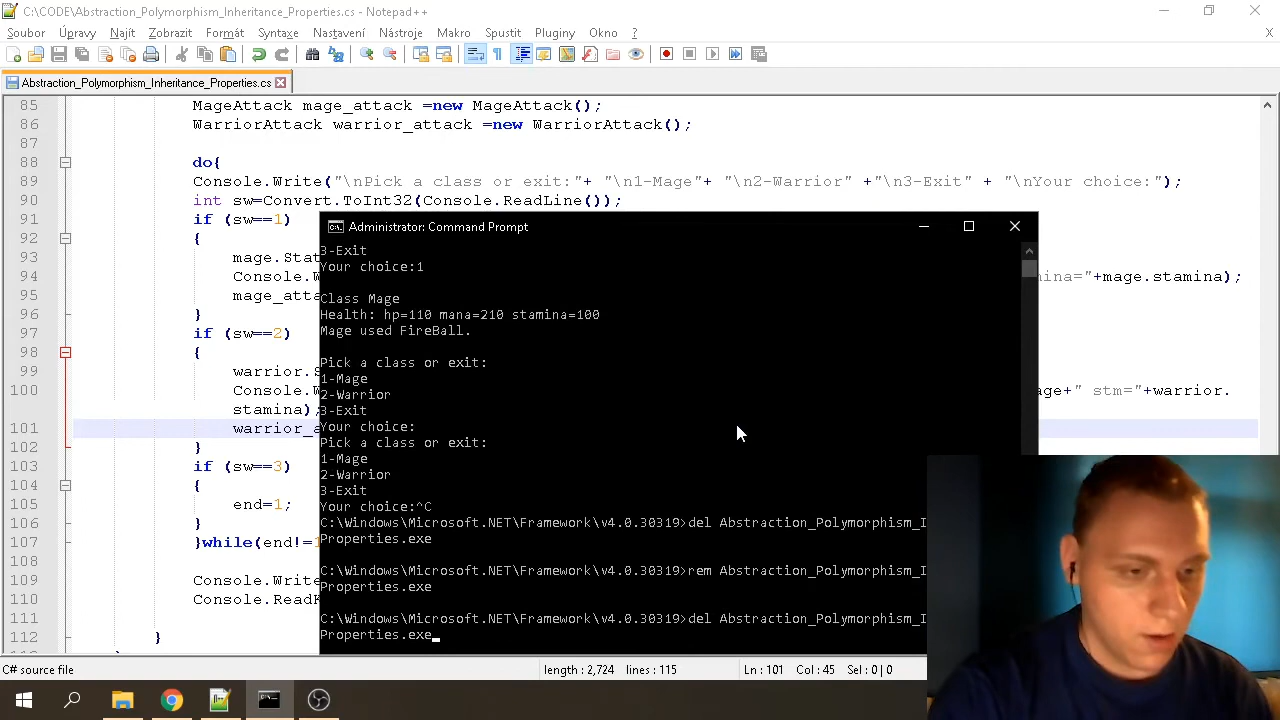 C:\CODE\Abstraction_Polymorphism_Inheritance_Properties.cs - Notepad++
Soubor Úpravy Najít Zobrazit Formát Syntaxe Nastavení Nástroje Makro Spustit Pluginy Okno ?
X
Abstraction_Polymorphism_Inheritance_Properties.cs
85 MageAttack mage_attack =new MageAttack();
86 WarriorAttack warrior_attack =new WarriorAttack();
87
88 do{
89 Console.Write("\nPick a class or exit:"+ "\n1-Mage"+ "\n2-Warrior" +"\n3-Exit" + "\nYour choice:");
90 int sw=Convert.ToInt32(Console.ReadLine());
91 if (sw==1)
92 {
93 mage.Stat
94 Console.W mina="+mage.stamina);
95 mage_atta
96 }
97 if (sw==2)
98 {
99 warrior.S
100 Console.W age+" stm="+warrior.
stamina);
101 warrior_a
102 }
103 if (sw==3)
104 {
105 end=1;
106 }
107 }while(end!=1
108
109 Console.Write
110 Console.ReadK
111
112 }
Administrator: Command Prompt
3-Exit
Your choice:1
Class Mage
Health: hp=110 mana=210 stamina=100
Mage used FireBall.
Pick a class or exit:
1-Mage
2-Warrior
3-Exit
Your choice:
Pick a class or exit:
1-Mage
2-Warrior
3-Exit
Your choice:^C
C:\Windows\Microsoft.NET\Framework\v4.0.30319>del Abstraction_Polymorphism_I
Properties.exe
C:\Windows\Microsoft.NET\Framework\v4.0.30319>rem Abstraction_Polymorphism_I
Properties.exe
C:\Windows\Microsoft.NET\Framework\v4.0.30319>del Abstraction_Polymorphism_I
Properties.exe
C# source file length : 2,724 lines : 115 Ln : 101 Col : 45 Sel : 0 | 0